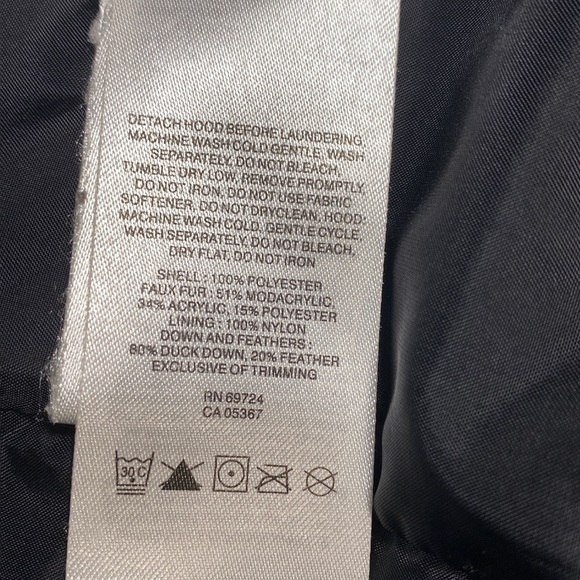 DETACH HOOD BEFORE LAUNDERING,
MACHINE WASH COLD GENTLE, WASH
SEPARATELY, DO NOT BLEACH,
TUMBLE DRY LOW, REMOVE PROMPTLY,
DO NOT IRON, DO NOT USE FABRIC
SOFTENER, DO NOT DRYCLEAN, HOOD:
MACHINE WASH COLD, GENTLE CYCLE,
WASH SEPARATELY, DO NOT BLEACH,
DRY FLAT, DO NOT IRON
SHELL : 100% POLYESTER
FAUX FUR : 51% MODACRYLIC,
34% ACRYLIC, 15% POLYESTER
LINING : 100% NYLON
DOWN AND FEATHERS :
80% DUCK DOWN, 20% FEATHER
EXCLUSIVE OF TRIMMING
RN 69724
CA 05367
30 C